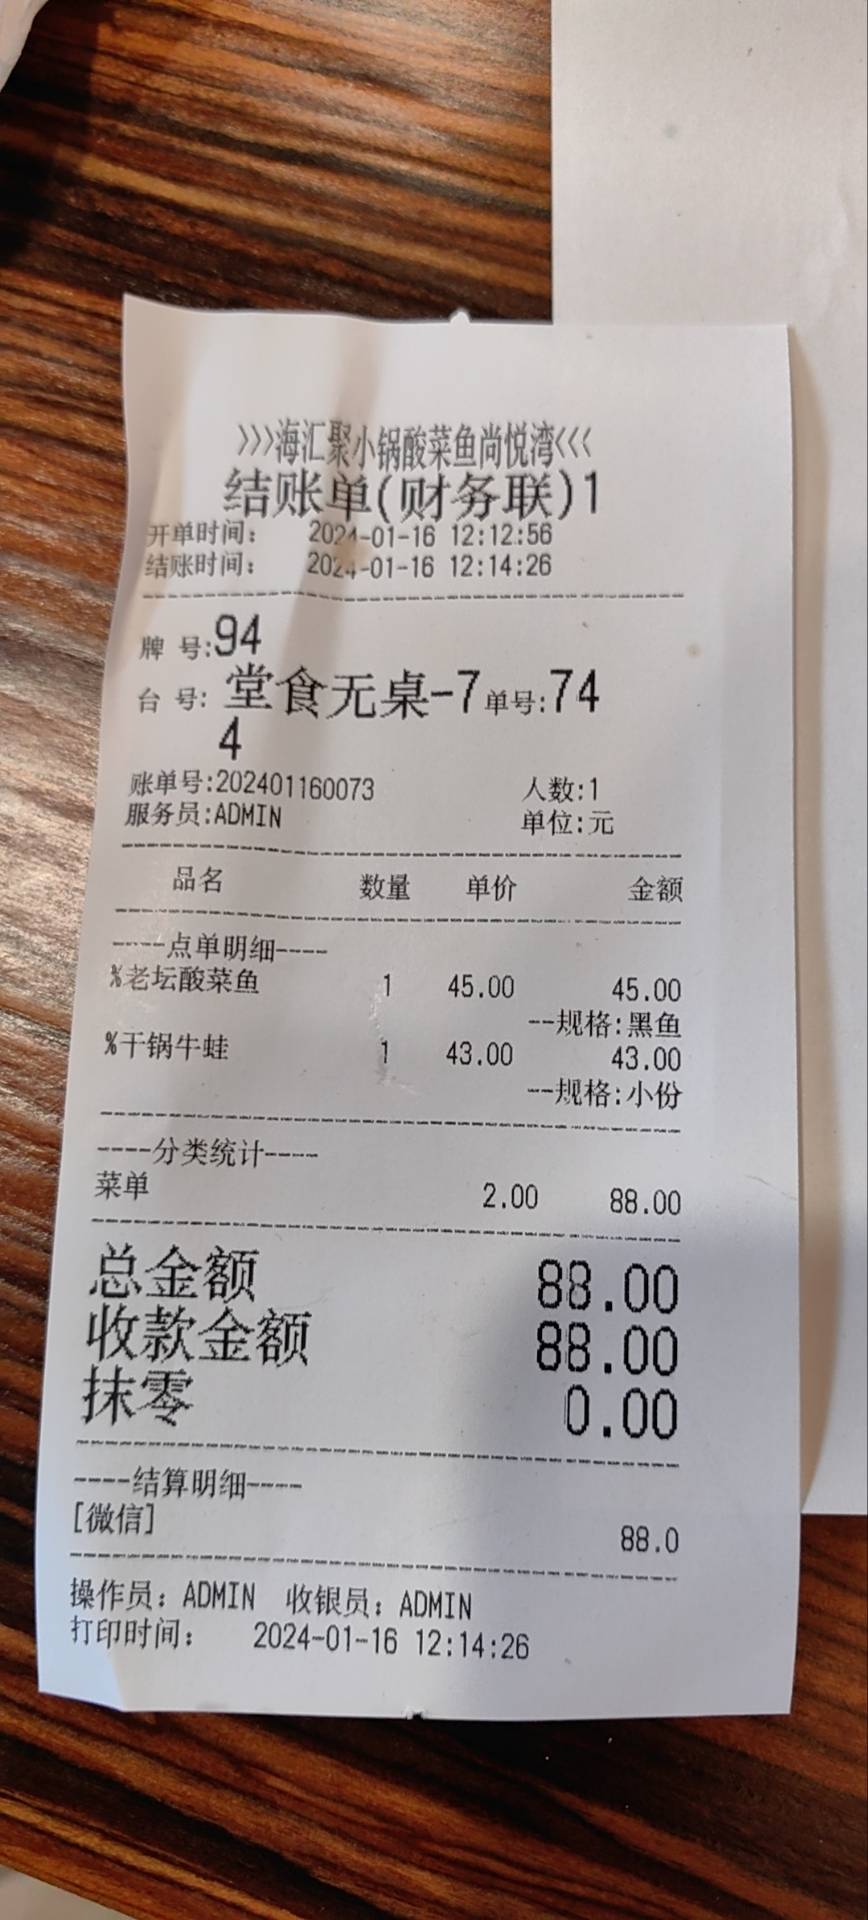 >>>海汇聚小锅酸菜鱼尚悦湾<<<
结账单(财务联)1
开单时间: 2024-01-16 12:12:56
结账时间: 2024-01-16 12:14:26
牌 号:94
台 号: 堂食无桌-7 单号:74
4
账单号:202401160073 人数:1
服务员:ADMIN 单位:元
品名 数量 单价 金额
----点单明细----
%老坛酸菜鱼 1 45.00 45.00
--规格:黑鱼
%干锅牛蛙 1 43.00 43.00
--规格:小份
----分类统计----
菜单 2.00 88.00
总金额 88.00
收款金额 88.00
抹零 0.00
----结算明细----
[微信] 88.0
操作员: ADMIN 收银员: ADMIN
打印时间: 2024-01-16 12:14:26